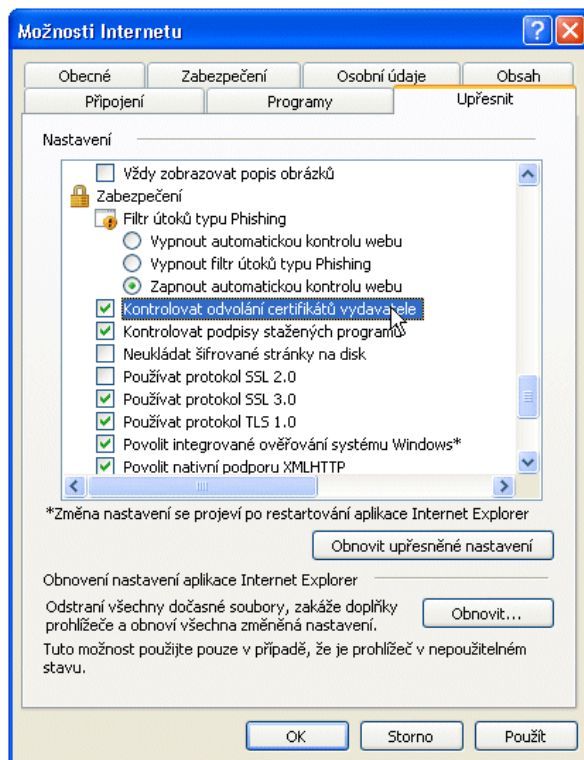 Možnosti Internetu
Obecné Zabezpečení Osobní údaje Obsah
Připojení Programy Upřesnit
Nastavení
Vždy zobrazovat popis obrázků
Zabezpečení
Filtr útoků typu Phishing
Vypnout automatickou kontrolu webu
Vypnout filtr útoků typu Phishing
Zapnout automatickou kontrolu webu
Kontrolovat odvolání certifikátů vydavatele
Kontrolovat podpisy stažených programů
Neukládat šifrované stránky na disk
Používat protokol SSL 2.0
Používat protokol SSL 3.0
Používat protokol TLS 1.0
Povolit integrované ověřování systému Windows*
Povolit nativní podporu XMLHTTP
*Změna nastavení se projeví po restartování aplikace Internet Explorer
Obnovit upřesněné nastavení
Obnovení nastavení aplikace Internet Explorer
Odstraní všechny dočasné soubory, zakáže doplňky
prohlížeče a obnoví všechna změněná nastavení.
Obnovit...
Tuto možnost použijte pouze v případě, že je prohlížeč v nepoužitelném
stavu.
OK Storno Použít